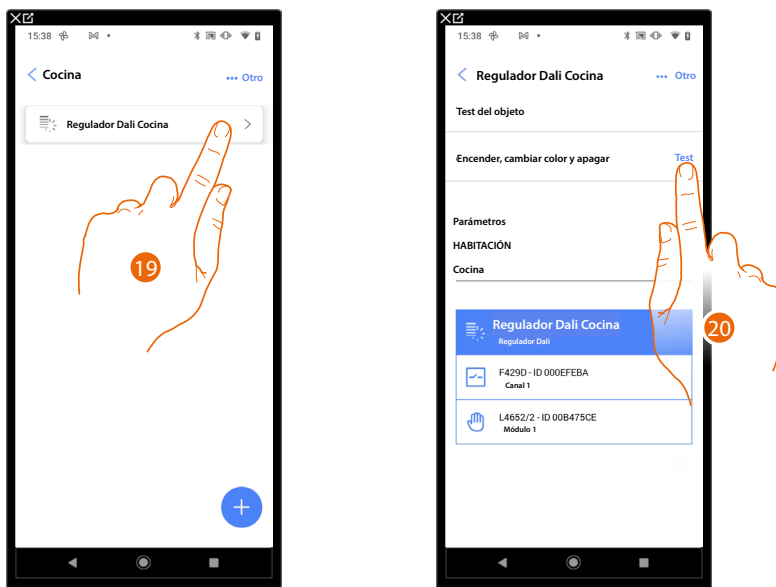 15:38
Cocina
••• Otro
Regulador Dali Cocina
19
15:38
Regulador Dali Cocina
••• Otro
Test del objeto
Encender, cambiar color y apagar
Test
Parámetros
HABITACIÓN
Cocina
Regulador Dali Cocina
Regulador Dali
F429D - ID 000EFEBA
Canal 1
L4652/2 - ID 00B475CE
Módulo 1
20